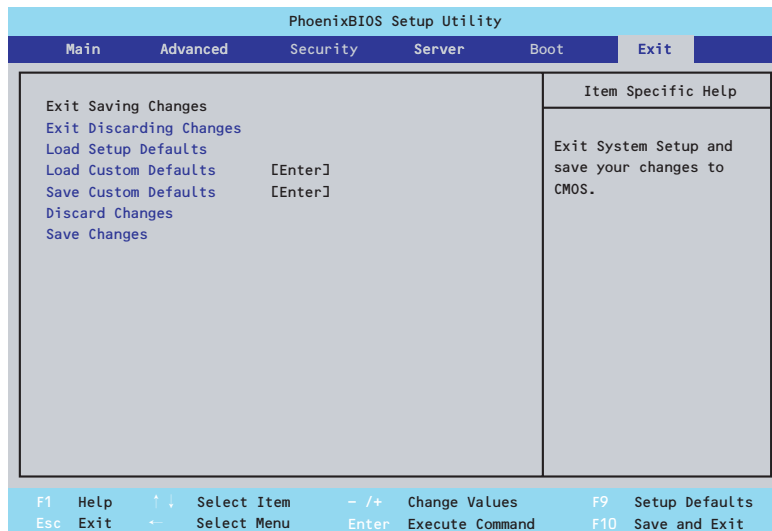 PhoenixBIOS Setup Utility
Main Advanced Security Server Boot Exit
Item Specific Help
Exit Saving Changes
Exit Discarding Changes
Load Setup Defaults
Load Custom Defaults [Enter]
Save Custom Defaults [Enter]
Discard Changes
Save Changes
Exit System Setup and
save your changes to
CMOS.
F1 Help ↑↓ Select Item - /+ Change Values F9 Setup Defaults
Esc Exit ← Select Menu Enter Execute Command F10 Save and Exit